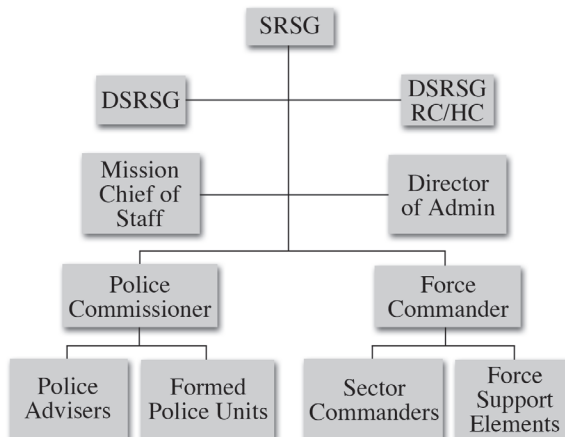 SRSG
DSRSG
DSRSG
RC/HC
Mission
Chief of
Staff
Director
of Admin
Police
Commissioner
Force
Commander
Police
Advisers
Formed
Police Units
Sector
Commanders
Force
Support
Elements